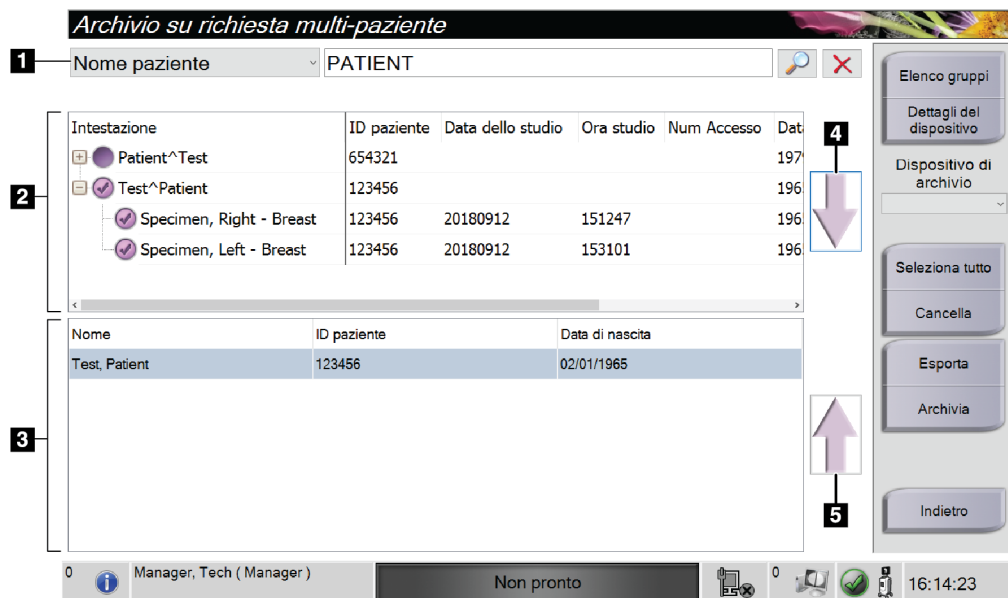 Archivio su richiesta multi-paziente
1
Nome paziente
PATIENT
Elenco gruppi
Dettagli del
dispositivo
Dispositivo di
archivio
Seleziona tutto
Cancella
Esporta
Archivia
Indietro
2
Intestazione ID paziente Data dello studio Ora studio Num Accesso
Patient^Test 654321
Test^Patient 123456 196
Specimen, Right - Breast 123456 20180912 151247 196
Specimen, Left - Breast 123456 20180912 153101 196
4
3
Nome ID paziente Data di nascita
Test, Patient 123456 02/01/1965
5
0 Manager, Tech ( Manager ) Non pronto 0 16:14:23